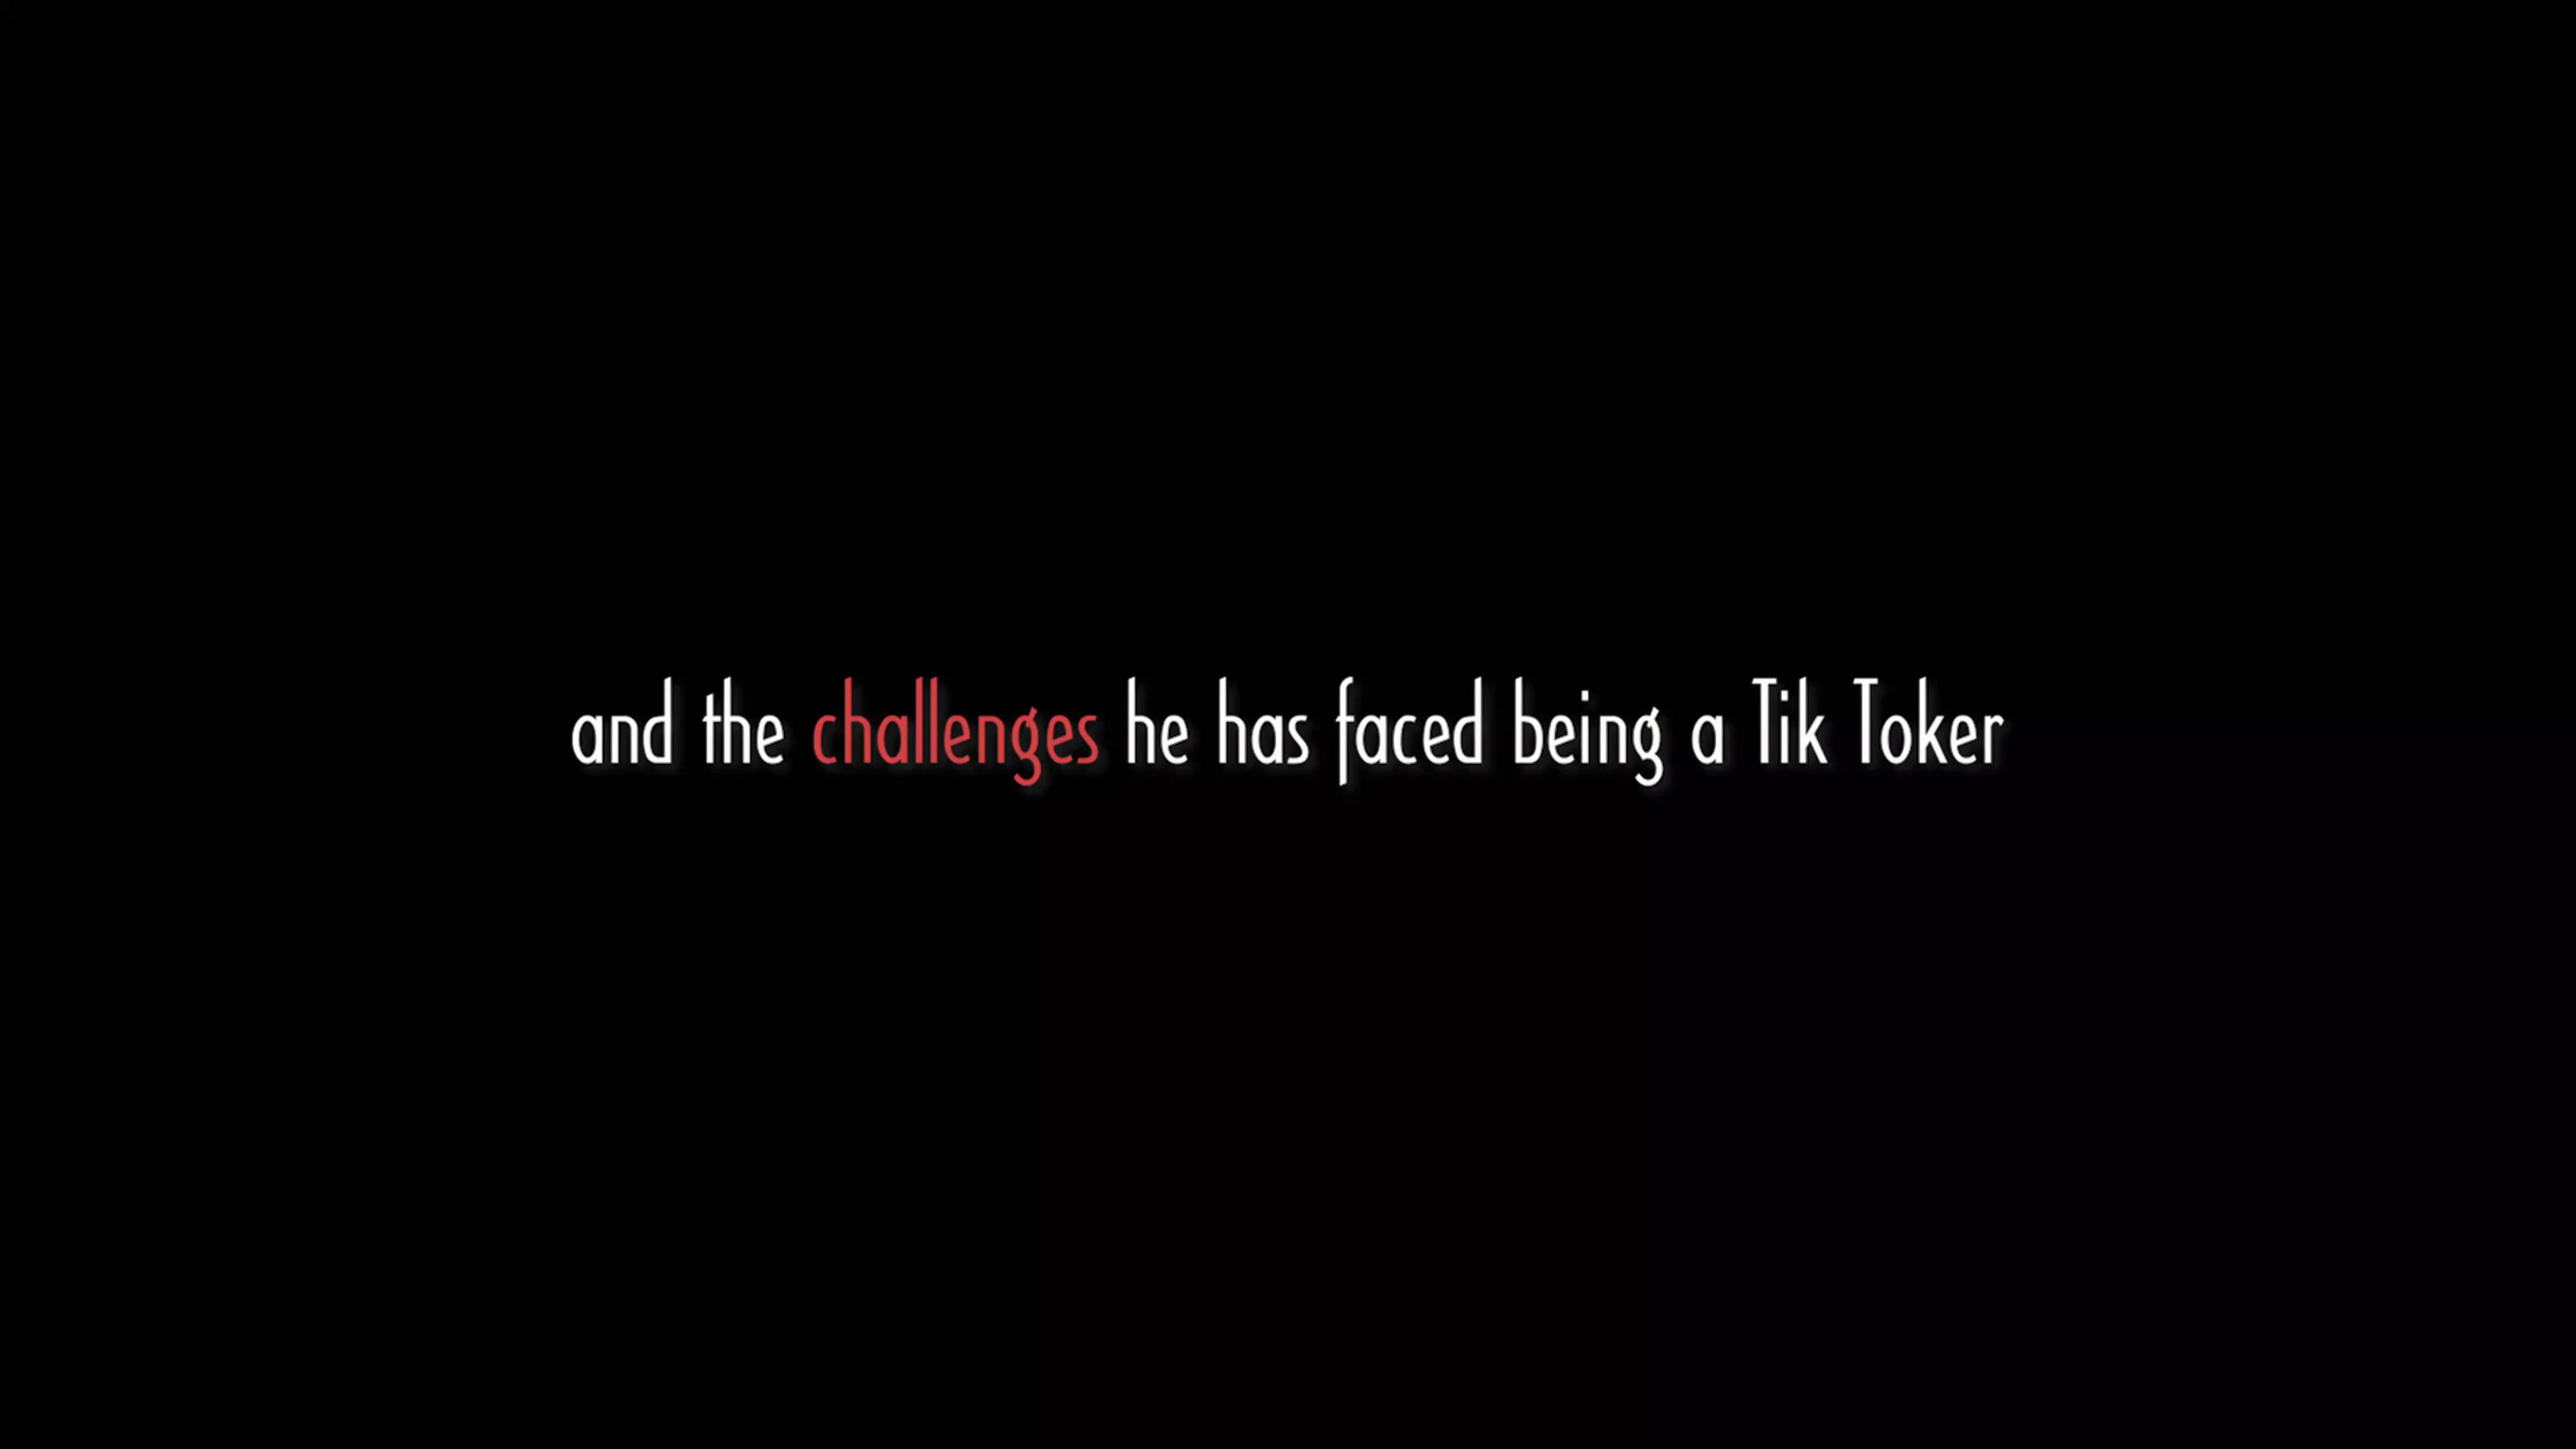 and the challenges he has faced being a Tik Toker